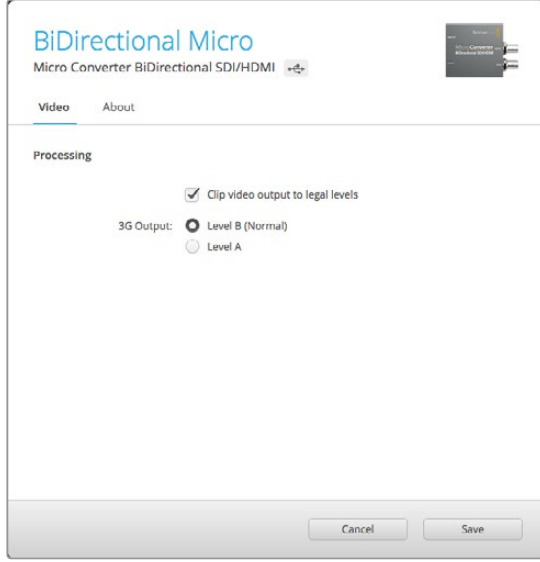 BiDirectional Micro
Micro Converter BiDirectional SDI/HDMI
Video About
Processing
Clip video output to legal levels
3G Output: Level B (Normal)
Level A
Cancel Save